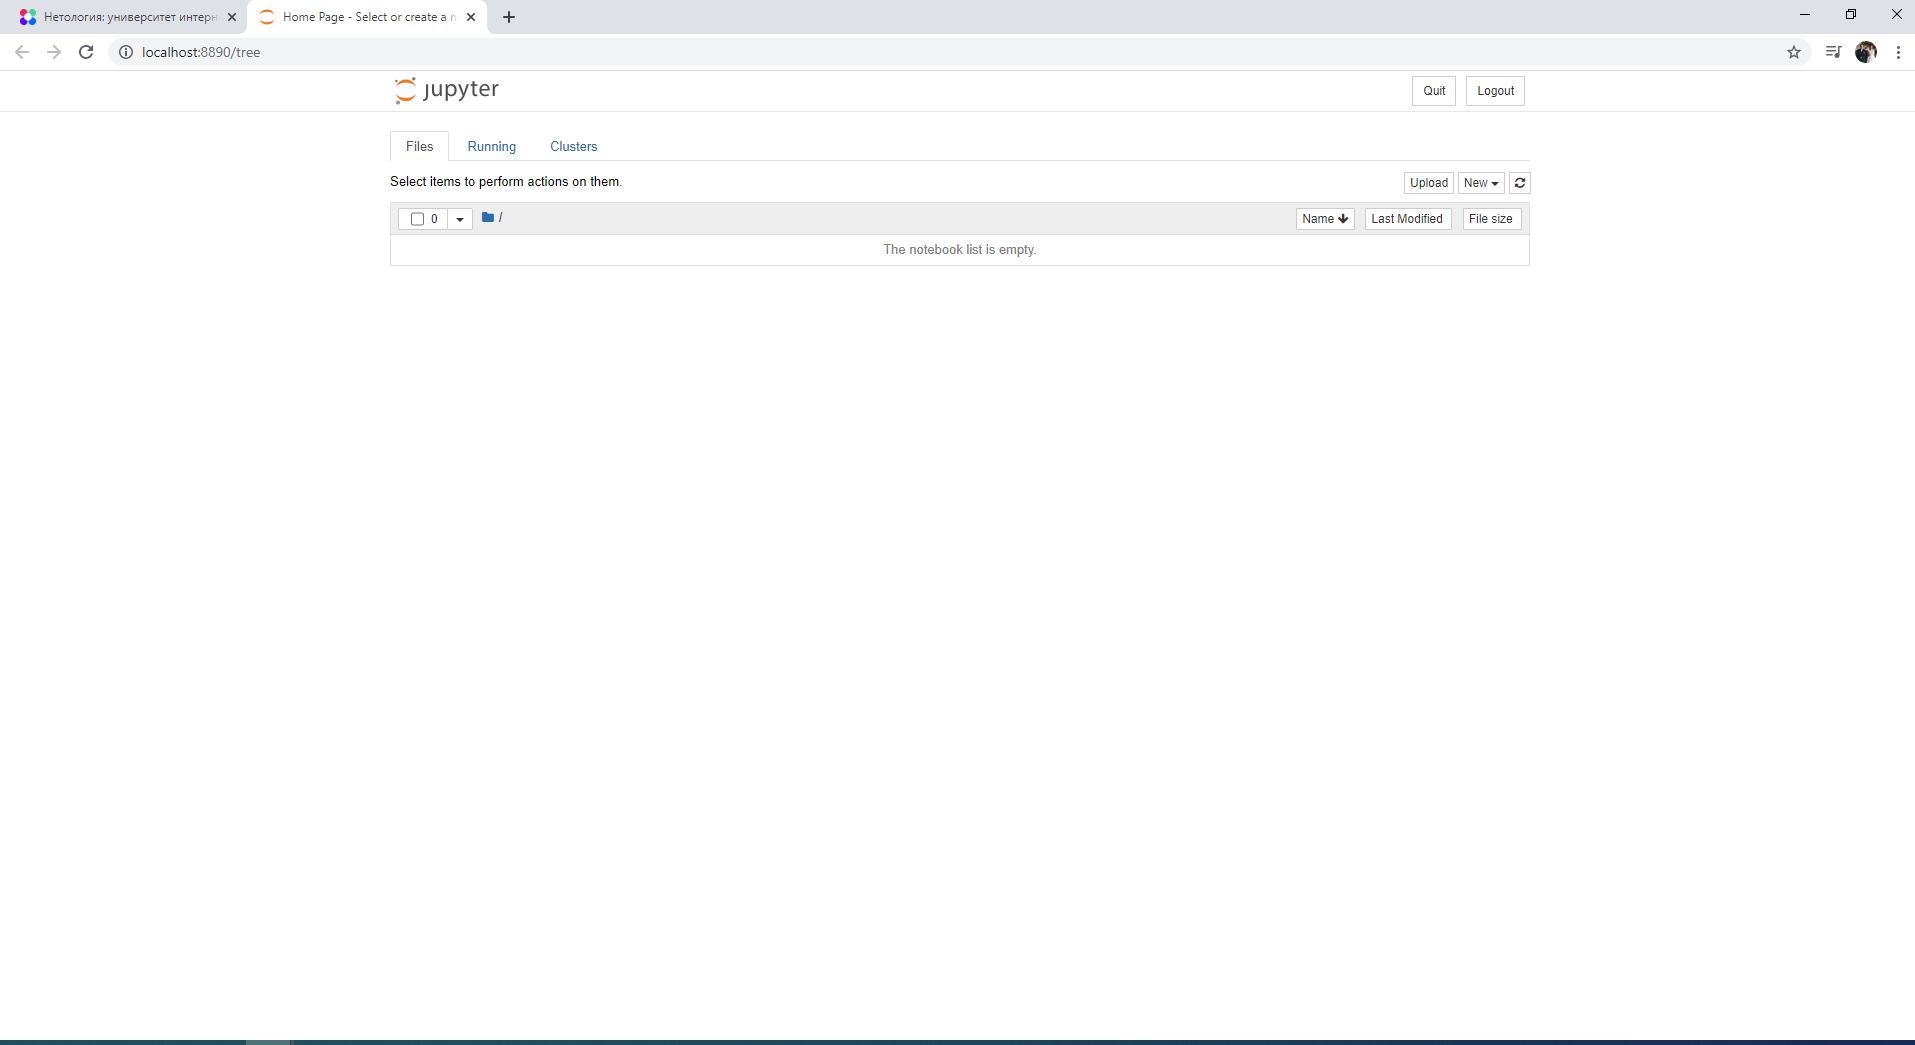 Нетология: университет интерн
Home Page - Select or create a n
localhost:8890/tree
jupyter
Quit
Logout
Files
Running
Clusters
Select items to perform actions on them.
Upload
New
0
/
Name
Last Modified
File size
The notebook list is empty.